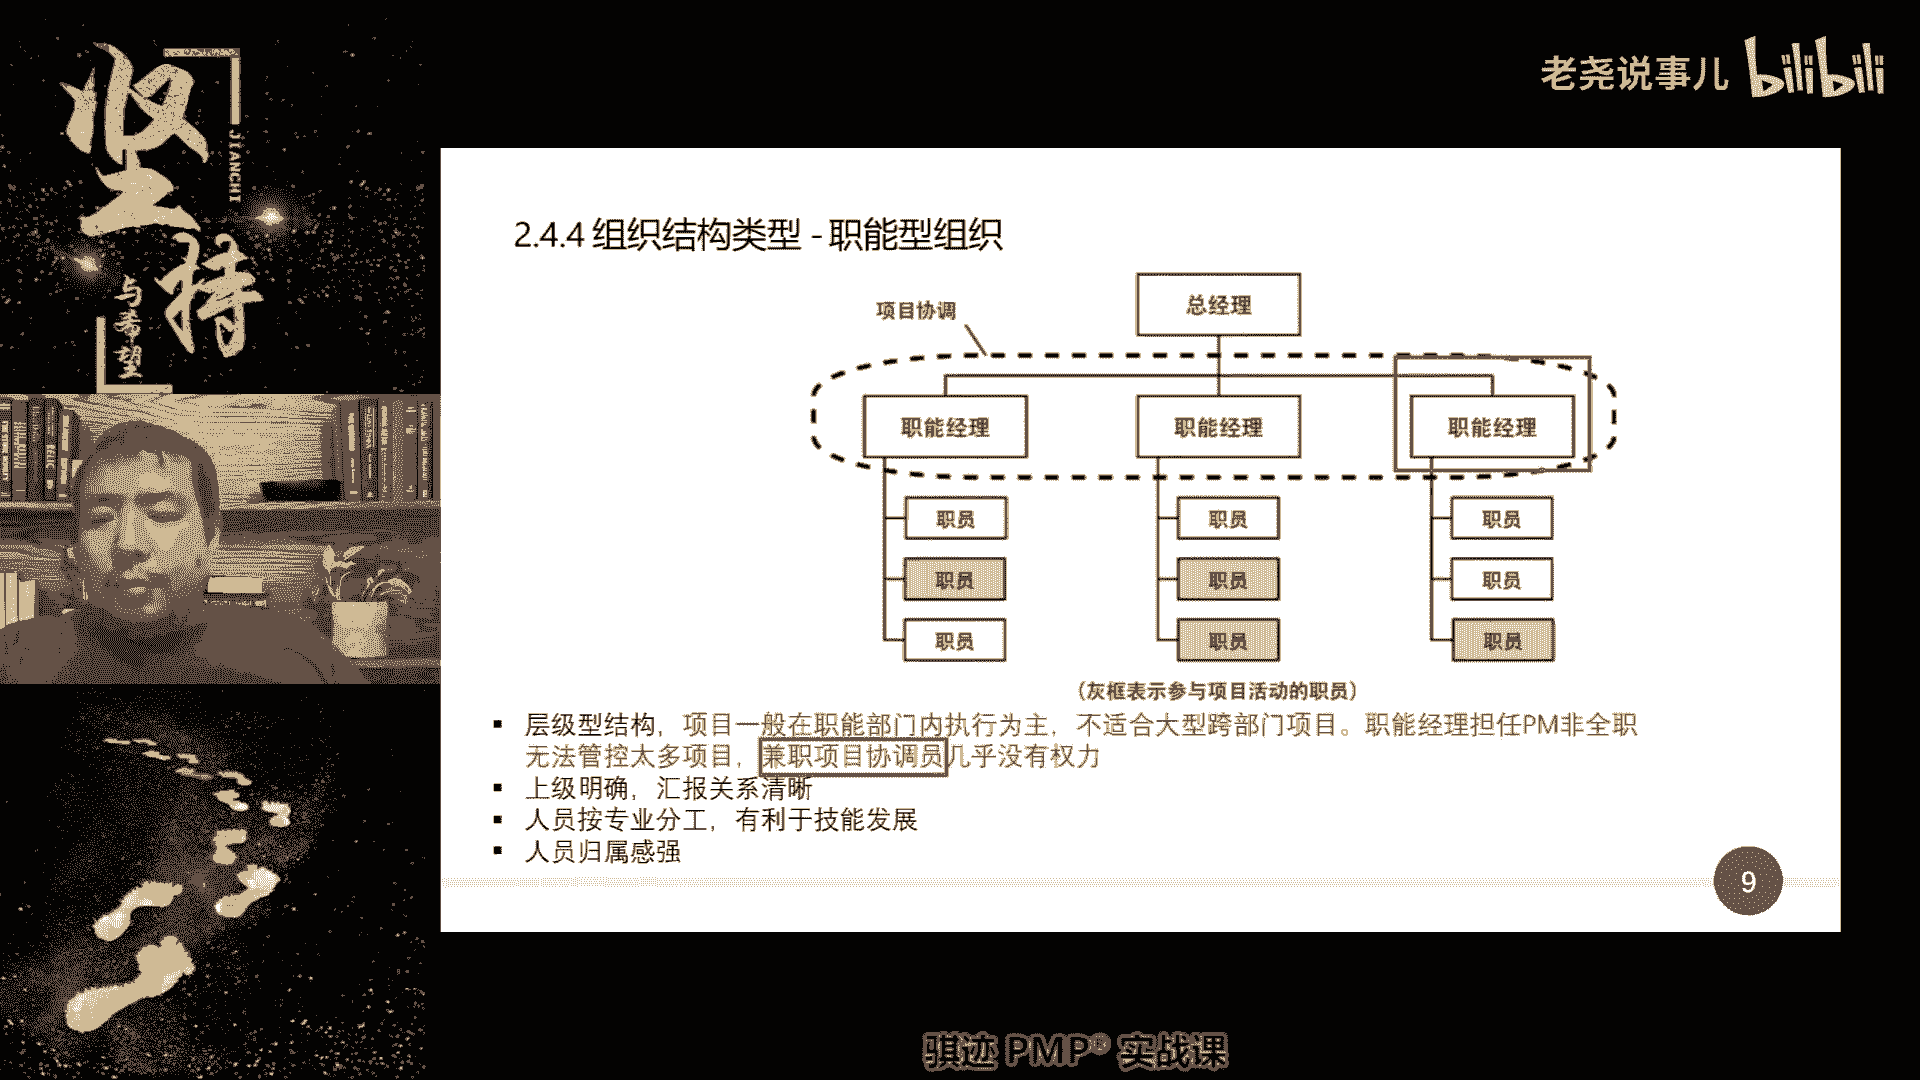 坚持
JIANCHI
与希望
老尧说事儿 bilibili
2.4.4 组织结构类型 - 职能型组织
项目协调
总经理
职能经理 职能经理 职能经理
职员 职员 职员
职员 职员 职员
职员 职员 职员
（灰框表示参与项目活动的职员）
▪ 层级型结构，项目一般在职能部门内执行为主，不适合大型跨部门项目。职能经理担任PM非全职
无法管控太多项目，兼职项目协调员几乎没有权力
▪ 上级明确，汇报关系清晰
▪ 人员按专业分工，有利于技能发展
▪ 人员归属感强
9
骐迹 PMP® 实战课